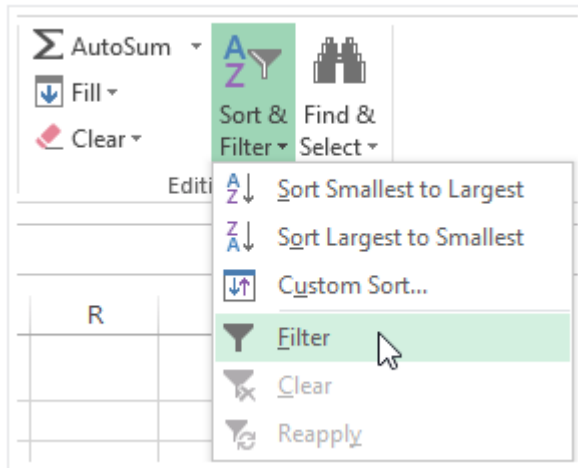 AutoSum
Fill
Clear
Sort &
Filter
Find &
Select
Editi
Sort Smallest to Largest
Sort Largest to Smallest
Custom Sort...
Filter
Clear
Reapply
R